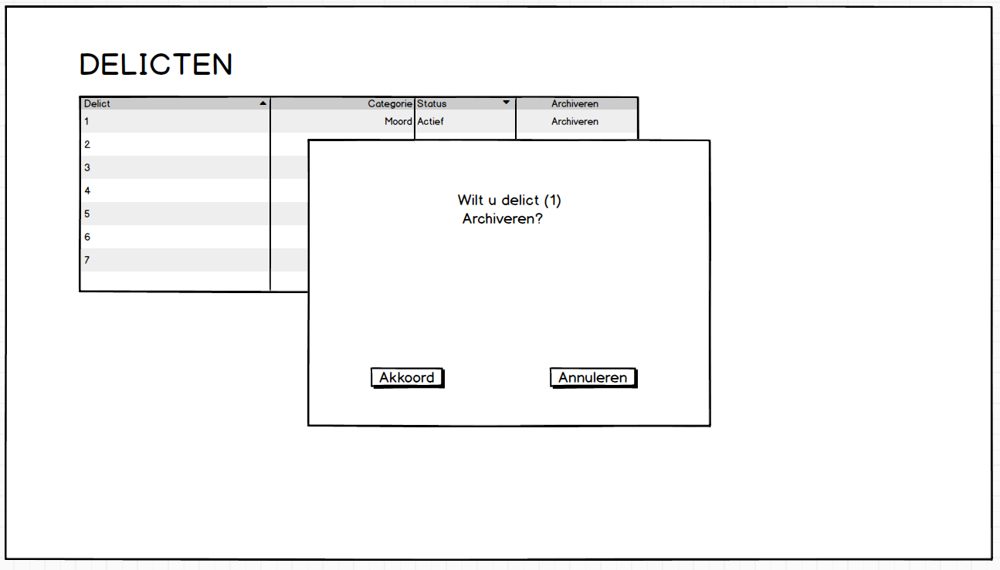 DELICTEN
Delict Categorie Status Archiveren
1 Moord Actief Archiveren
2
3
4
5
6
7
Wilt u delict (1)
Archiveren?
Akkoord Annuleren